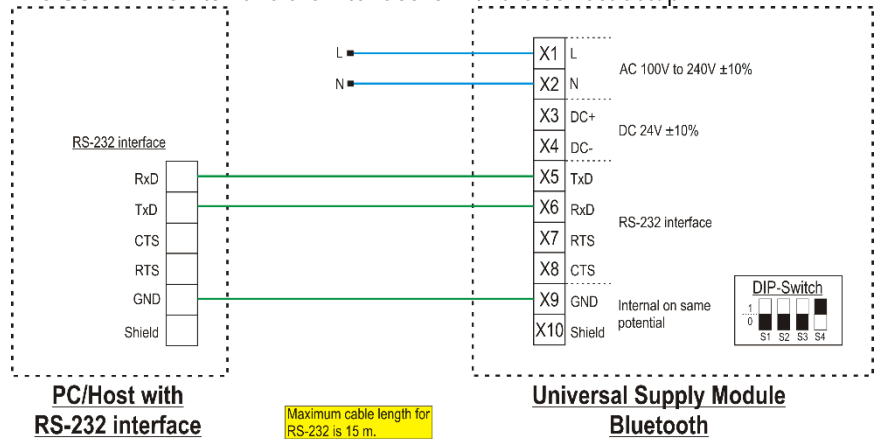 RS-232 interface
RxD
TxD
CTS
RTS
GND
Shield
PC/Host with
RS-232 interface
Maximum cable length for
RS-232 is 15 m.
L
N
X1 L
X2 N
AC 100V to 240V ±10%
X3 DC+
X4 DC-
DC 24V ±10%
X5 TxD
X6 RxD
X7 RTS
X8 CTS
RS-232 interface
X9 GND
X10 Shield
Internal on same
potential
DIP-Switch
1
0
S1 S2 S3 S4
Universal Supply Module
Bluetooth